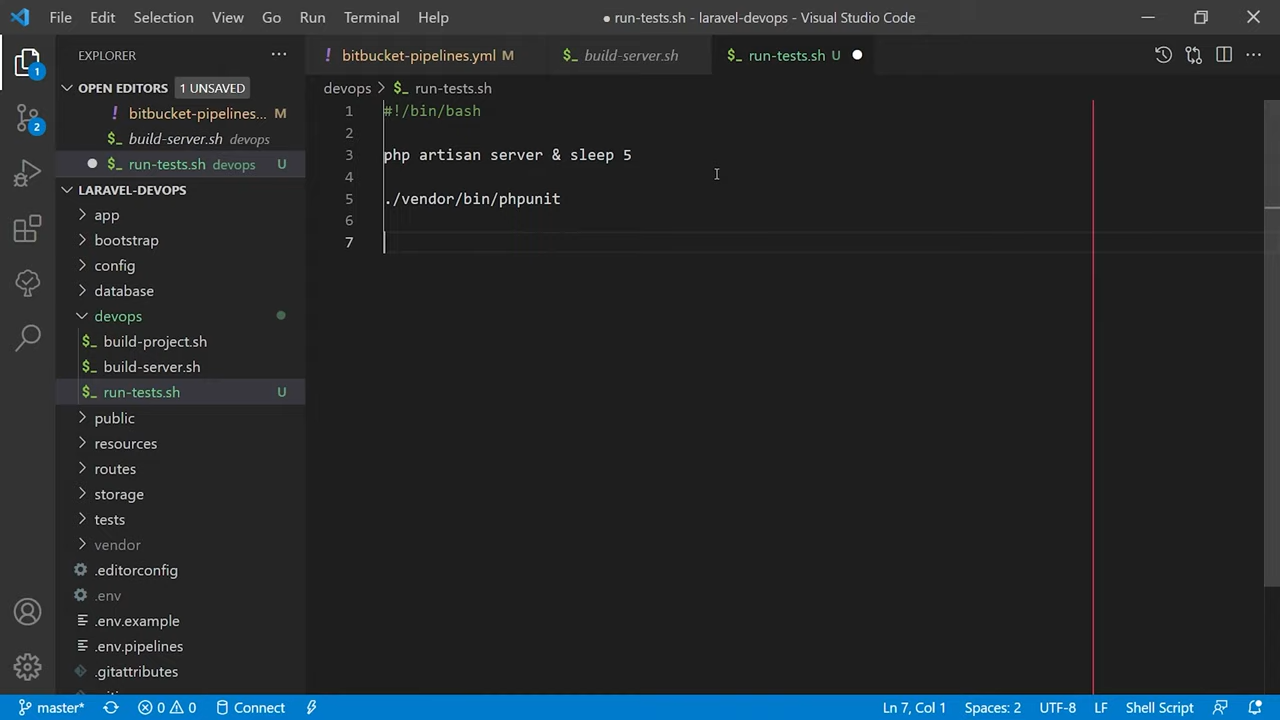 File Edit Selection View Go Run Terminal Help
● run-tests.sh - laravel-devops - Visual Studio Code
EXPLORER
OPEN EDITORS 1 UNSAVED
! bitbucket-pipelines... M
$_ build-server.sh devops
● $_ run-tests.sh devops U
LARAVEL-DEVOPS
app
bootstrap
config
database
devops
$_ build-project.sh
$_ build-server.sh
$_ run-tests.sh U
public
resources
routes
storage
tests
vendor
.editorconfig
.env
.env.example
.env.pipelines
.gitattributes
1
2
! bitbucket-pipelines.yml M
$_ build-server.sh
$_ run-tests.sh U ●
devops > $_ run-tests.sh
1 #!/bin/bash
2
3 php artisan server & sleep 5
4
5 ./vendor/bin/phpunit
6
7
master* 0 0 Connect
Ln 7, Col 1 Spaces: 2 UTF-8 LF Shell Script